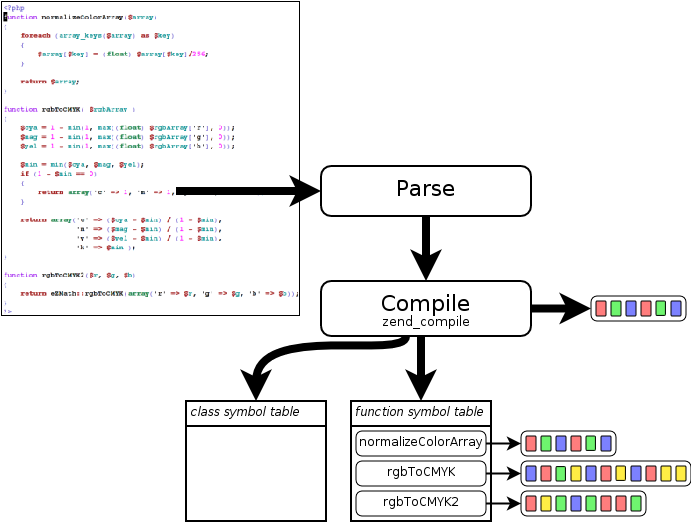 <?php
function normalizeColorArray($array)
{
foreach (array_keys($array) as $key)
{
$array[$key] = (float) $array[$key]/256;
}
return $array;
}
function rgbToCMYK( $rgbArray )
{
$cya = 1 - min(1, max((float) $rgbArray['r'], 0));
$mag = 1 - min(1, max((float) $rgbArray['g'], 0));
$yel = 1 - min(1, max((float) $rgbArray['b'], 0));
$min = min($cya, $mag, $yel);
if (1 - $min == 0)
{
return array('c' => 1, 'm' => 1,
}
return array('c' => ($cya - $min) / (1 - $min),
'm' => ($mag - $min) / (1 - $min),
'y' => ($yel - $min) / (1 - $min),
'k' => $min );
}
function rgbToCMYK2($r, $g, $b)
{
return eZMath::rgbToCMYK(array('r' => $r, 'g' => $g, 'b' => $b));
}
?>
Parse
Compile
zend_compile
class symbol table
function symbol table
normalizeColorArray
rgbToCMYK
rgbToCMYK2